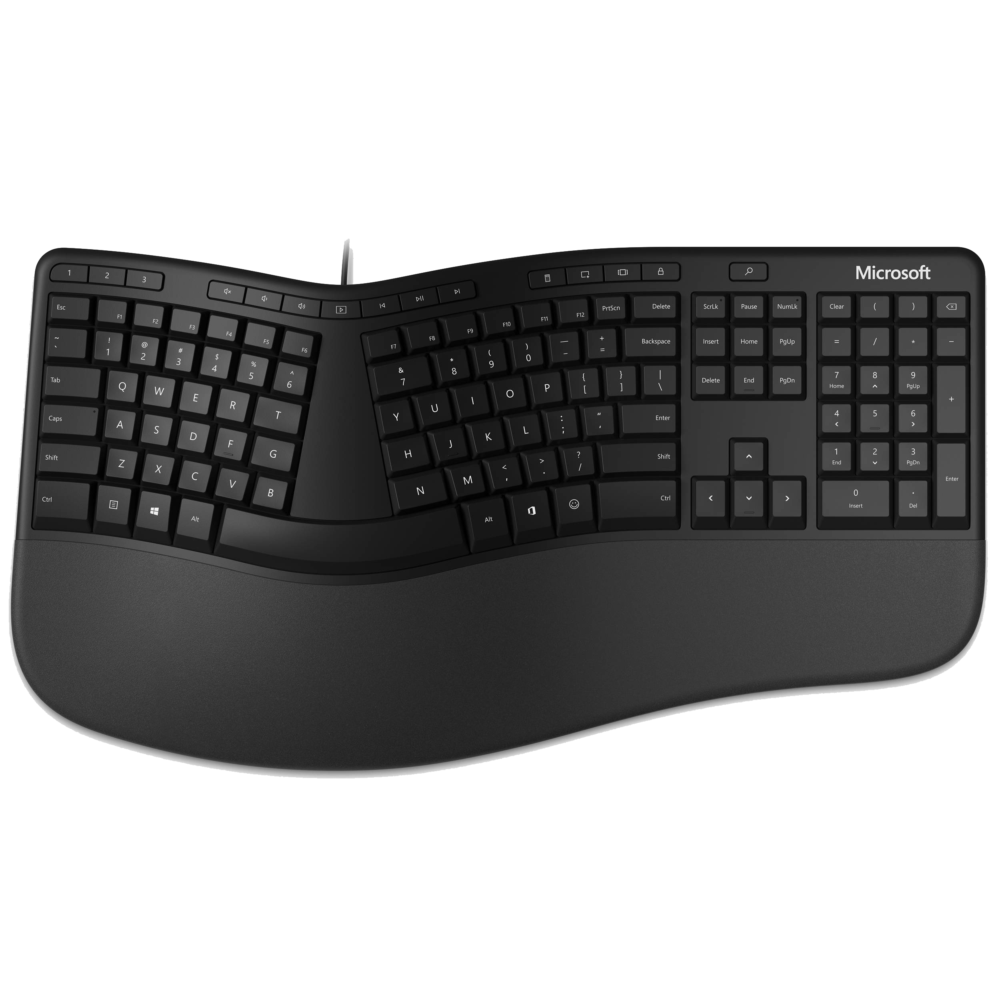 1 2 3
Microsoft
Esc F1 F2 F3 F4 F5 F6 F7 F8 F9 F10 F11 F12 PrtScn Delete ScrLk Pause NumLk Clear ( )
~ ! @ # $ % ^ & * ( ) — +
` 1 2 3 4 5 6 7 8 9 0 – = Backspace Insert Home PgUp = / * −
Tab Q W E R T Y U I O P { } |
[ ] \ Delete End PgDn 7 8 9 +
Home ^ PgUp
Caps A S D F G H J K L : “ Enter 4 5 6
; ‚ < >
Shift Z X C V B N M < > ? Shift ^ 1 2 3
, . / End ⌄ PgDn
Ctrl Alt Alt Ctrl < ⌄ > 0 . Enter
Insert Del